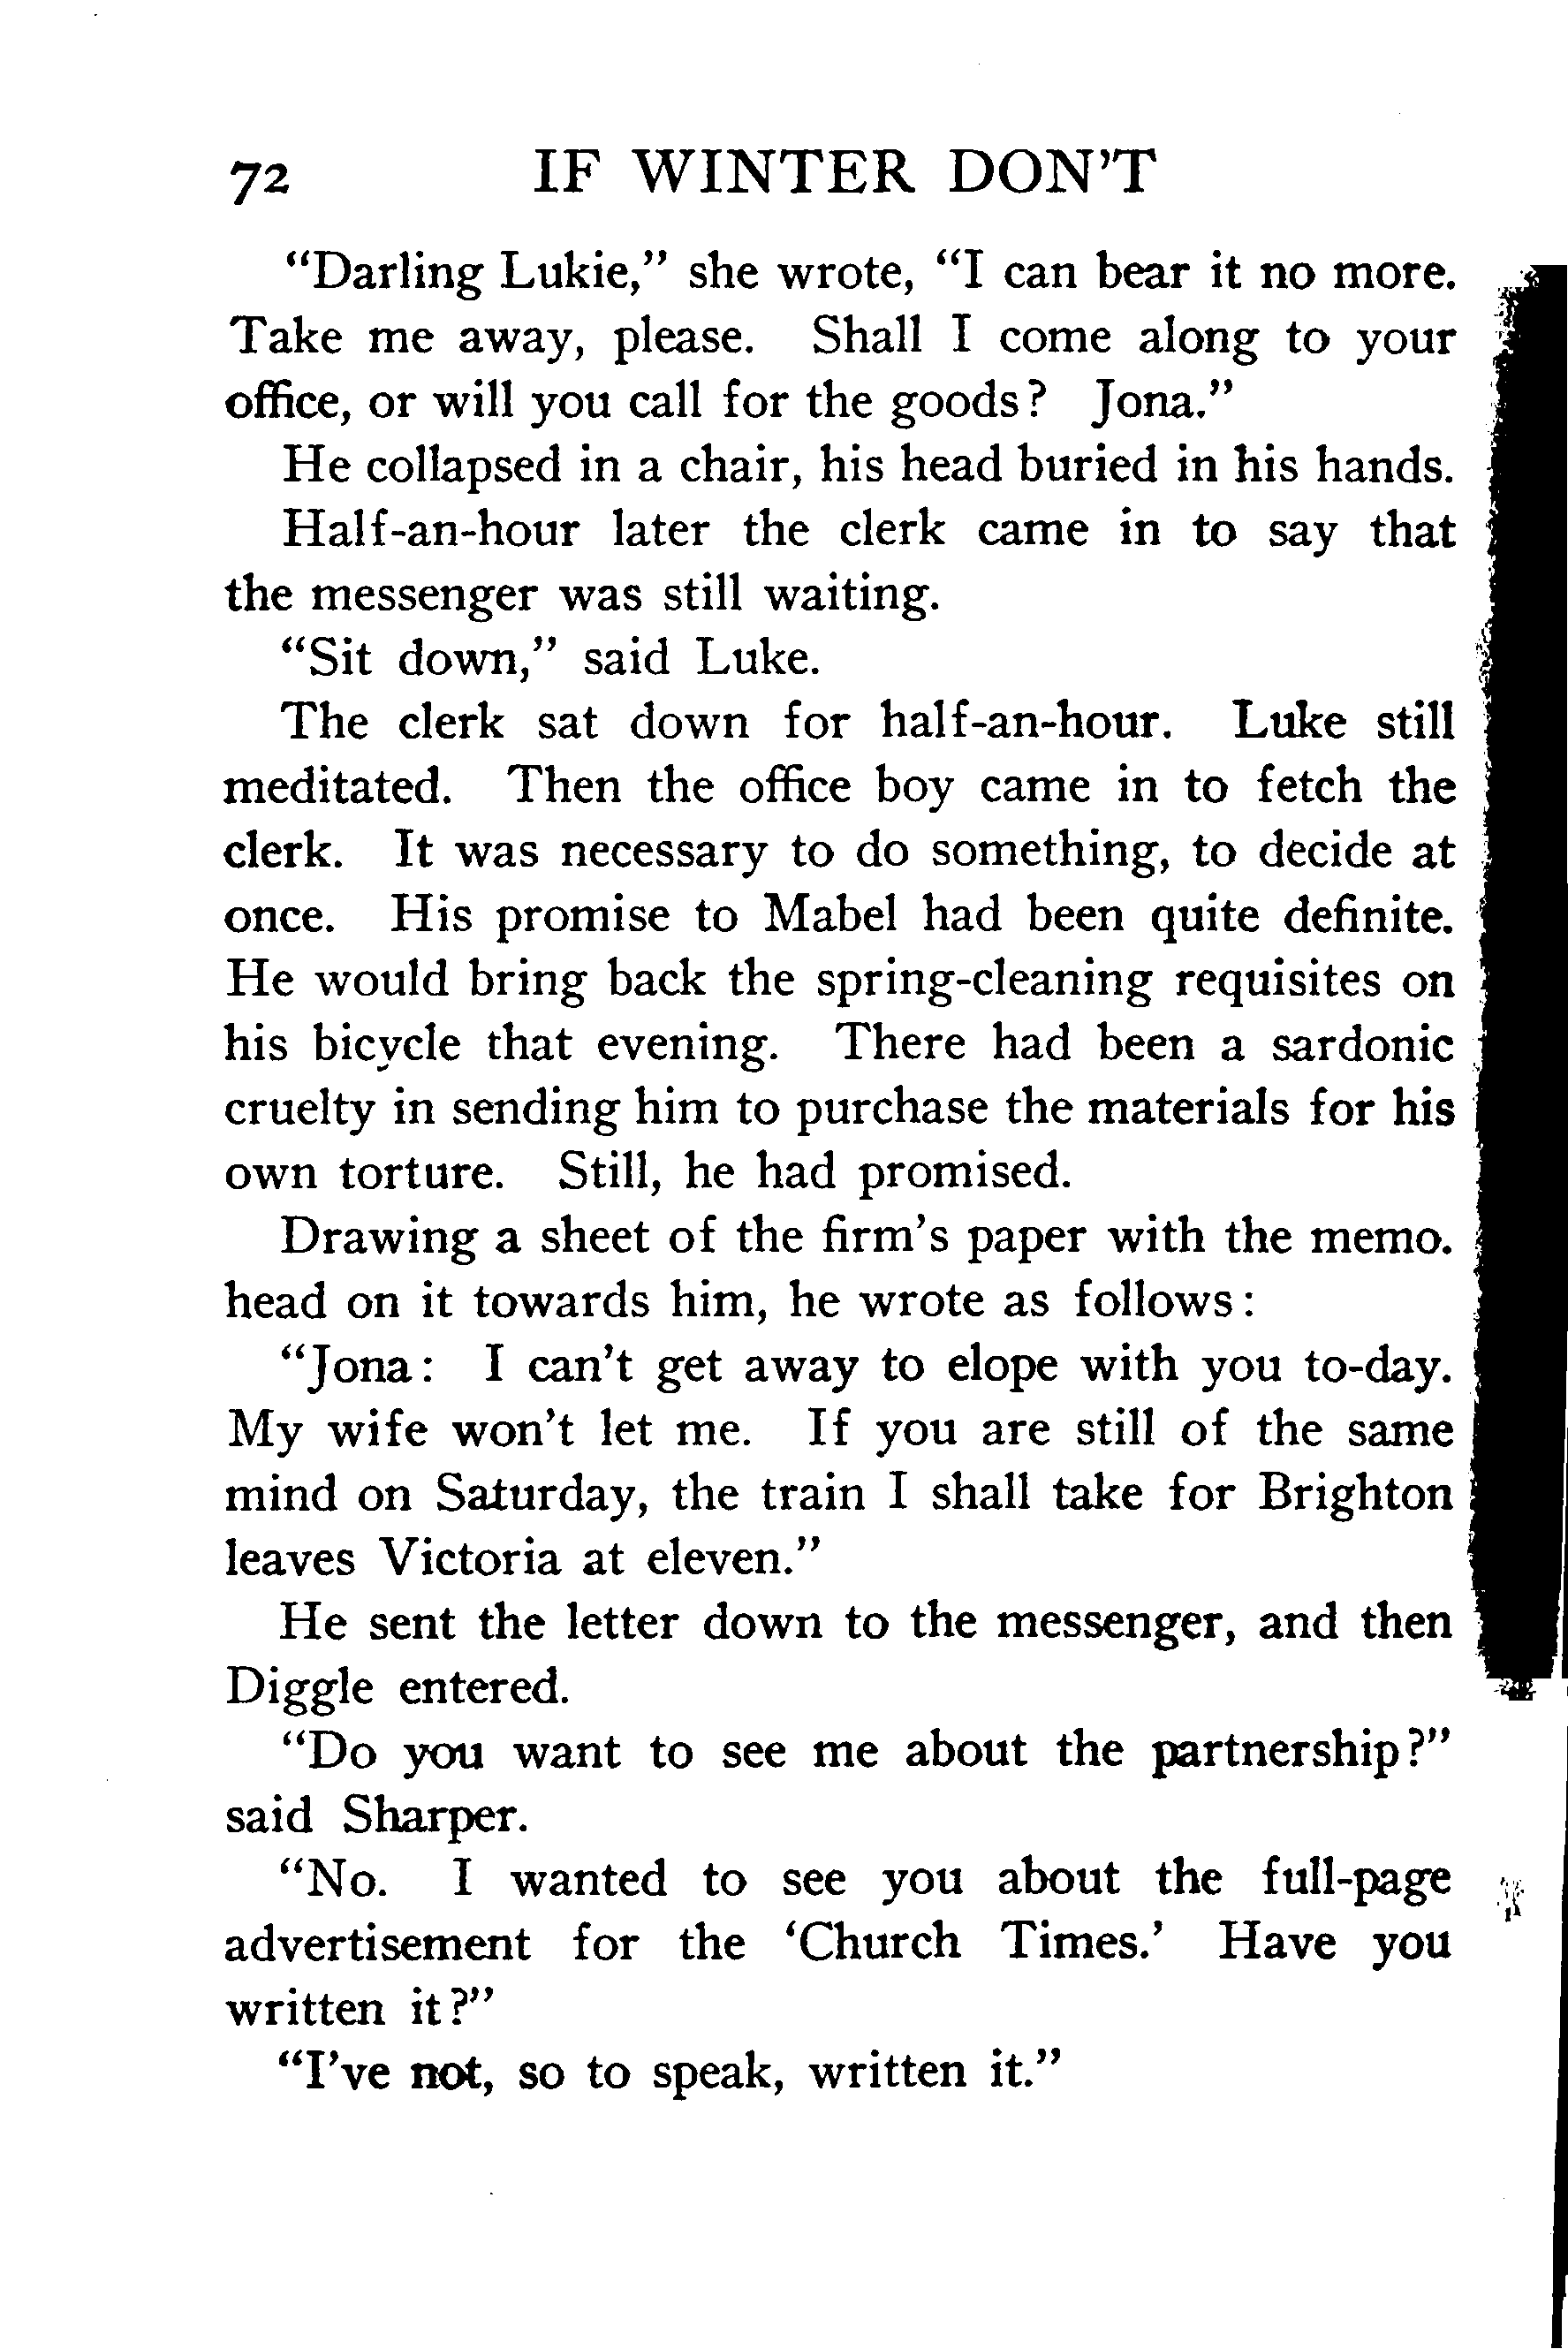 72 IF WINTER DON'T
"Darling Lukie," she wrote, "I can bear it no more.
Take me away, please. Shall I come along to your
office, or will you call for the goods? Jona."
He collapsed in a chair, his head buried in his hands.
Half-an-hour later the clerk came in to say that
the messenger was still waiting.
"Sit down," said Luke.
The clerk sat down for half-an-hour. Luke still
meditated. Then the office boy came in to fetch the
clerk. It was necessary to do something, to decide at
once. His promise to Mabel had been quite definite.
He would bring back the spring-cleaning requisites on
his bicycle that evening. There had been a sardonic
cruelty in sending him to purchase the materials for his
own torture. Still, he had promised.
Drawing a sheet of the firm's paper with the memo.
head on it towards him, he wrote as follows:
"Jona: I can't get away to elope with you to-day.
My wife won't let me. If you are still of the same
mind on Saturday, the train I shall take for Brighton
leaves Victoria at eleven."
He sent the letter down to the messenger, and then
Diggle entered.
"Do you want to see me about the partnership?"
said Sharper.
"No. I wanted to see you about the full-page
advertisement for the 'Church Times.' Have you
written it?"
"I've not, so to speak, written it."